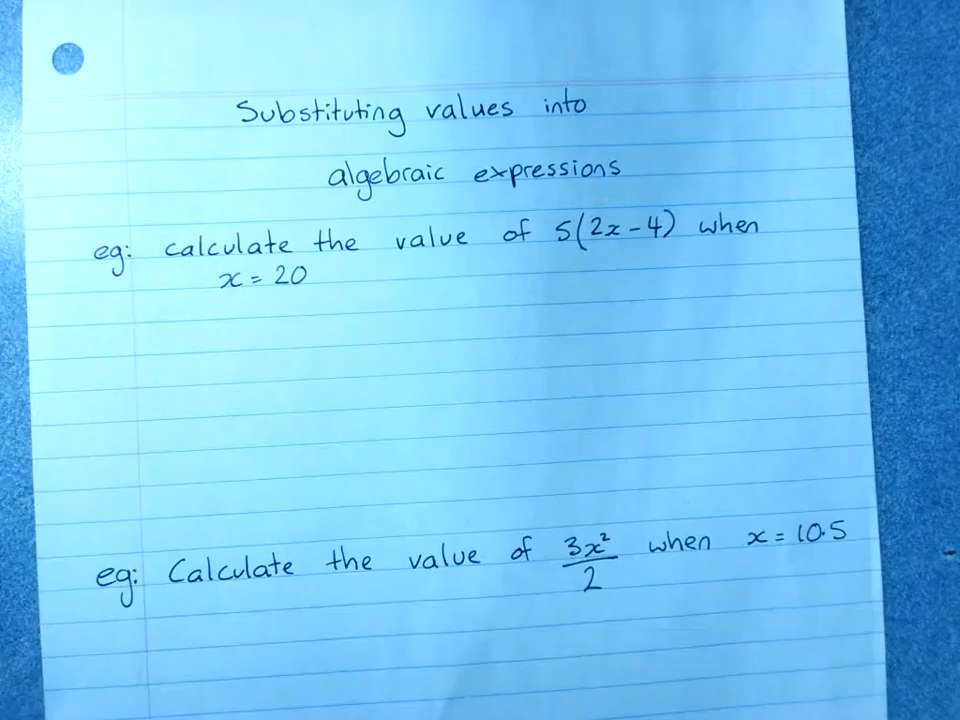 Substituting values into
algebraic expressions
eg: calculate the value of 5(2x-4) when
x = 20
eg: Calculate the value of 3x²/2 when x = 10.5